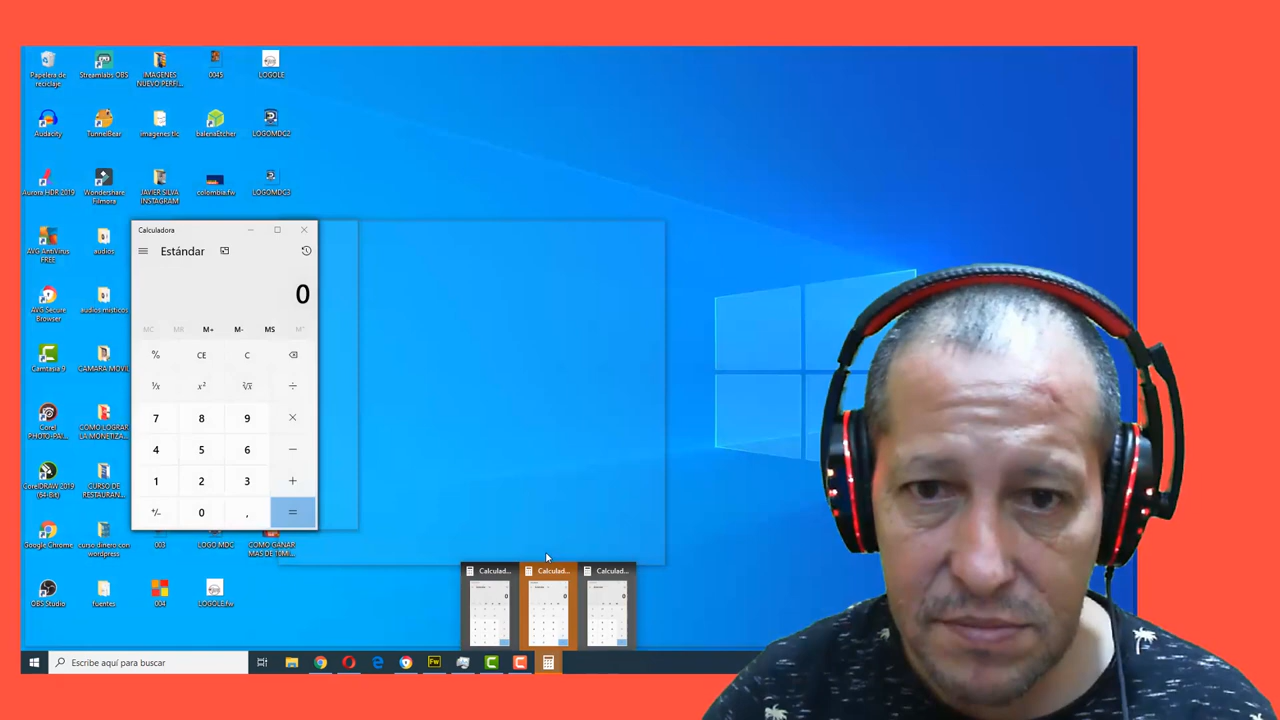 Papelera de
reciclaje
Streamlabs OBS
IMAGENES
NUEVO PERFI...
0045
LOGOLE
Audacity
TunnelBear
imagenes tlc
balenaEtcher
LOGOMDC2
Aurora HDR 2019
Wondershare
Filmora
JAVIER SILVA
INSTAGRAM
colombia.fw
LOGOMDC3
AVG AntiVirus
FREE
audios
AVG Secure
Browser
audios misticos
Camtasia 9
CAMARA MOVIL
Corel
PHOTO-PAI...
COMO LOGRAR
LA MONETIZA...
CorelDRAW 2019
(64-Bit)
CURSO DE
RESTAURAN...
Google Chrome
curso dinero con
wordpress
003
LOGO MDC
COMO GANAR
MAS DE 10MIL...
OBS Studio
fuentes
004
LOGOLE.fw
Calculadora
Estándar
0
MC MR M+ M- MS
% CE C
¹/x x² ²√x ÷
7 8 9 ×
4 5 6 −
1 2 3 +
+/- 0 , =
Calculad... Calculad... Calculad...
Escribe aquí para buscar
Fw